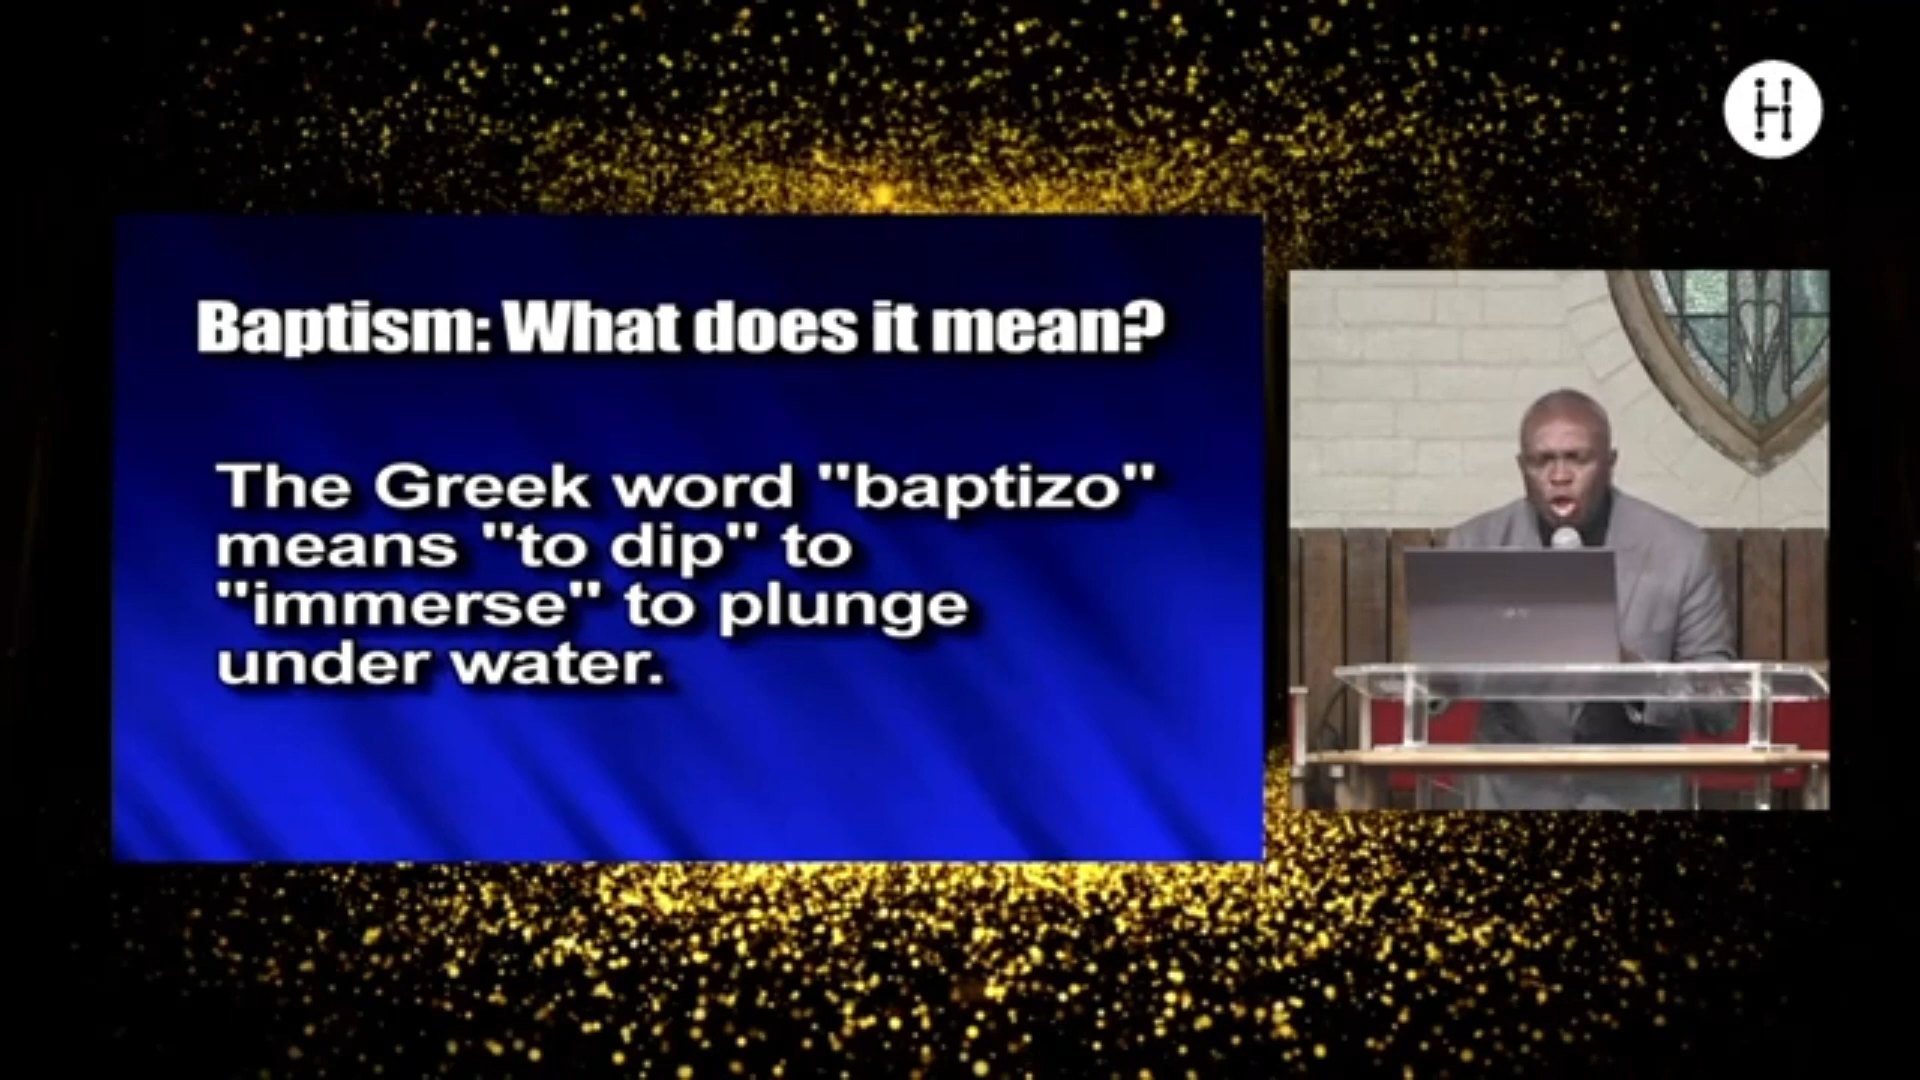 H
Baptism: What does it mean?
The Greek word "baptizo"
means "to dip" to
"immerse" to plunge
under water.